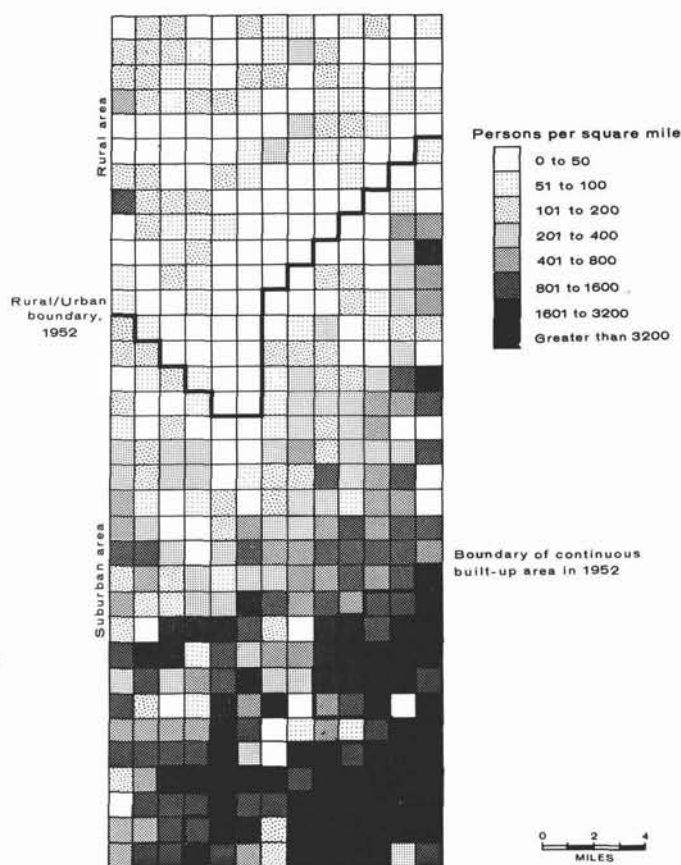 Rural area
Persons per square mile
0 to 50
51 to 100
101 to 200
201 to 400
401 to 800
801 to 1600
1601 to 3200
Greater than 3200
Rural/Urban
boundary,
1952
Suburban area
Boundary of continuous
built-up area in 1952
0 2 4
MILES